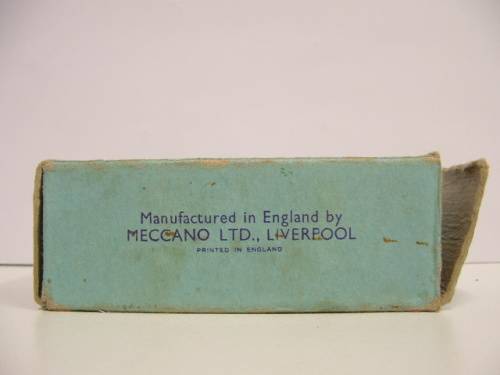 Manufactured in England by
MECCANO LTD., LIVERPOOL
PRINTED IN ENGLAND